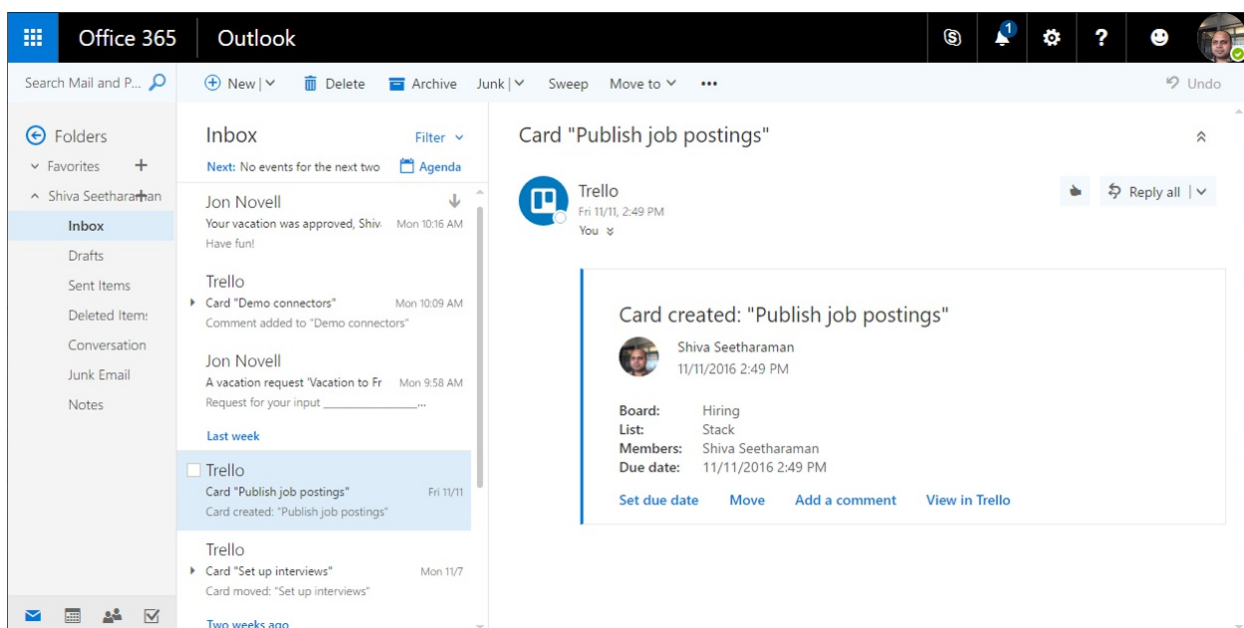 Office 365
Outlook
1
?
Search Mail and P...
New
Delete
Archive
Junk
Sweep
Move to
Undo
Folders
Favorites
Shiva Seetharaman
Inbox
Drafts
Sent Items
Deleted Items
Conversation
Junk Email
Notes
Inbox
Filter
Next: No events for the next two
Agenda
Jon Novell
Your vacation was approved, Shiv
Mon 10:16 AM
Have fun!
Trello
Card "Demo connectors"
Mon 10:09 AM
Comment added to "Demo connectors"
Jon Novell
A vacation request 'Vacation to Fr
Mon 9:58 AM
Request for your input __________________...
Last week
Trello
Card "Publish job postings"
Fri 11/11
Card created: "Publish job postings"
Trello
Card "Set up interviews"
Mon 11/7
Card moved: "Set up interviews"
Two weeks ago
Card "Publish job postings"
Trello
Fri 11/11, 2:49 PM
You
Reply all
Card created: "Publish job postings"
Shiva Seetharaman
11/11/2016 2:49 PM
Board: Hiring
List: Stack
Members: Shiva Seetharaman
Due date: 11/11/2016 2:49 PM
Set due date
Move
Add a comment
View in Trello